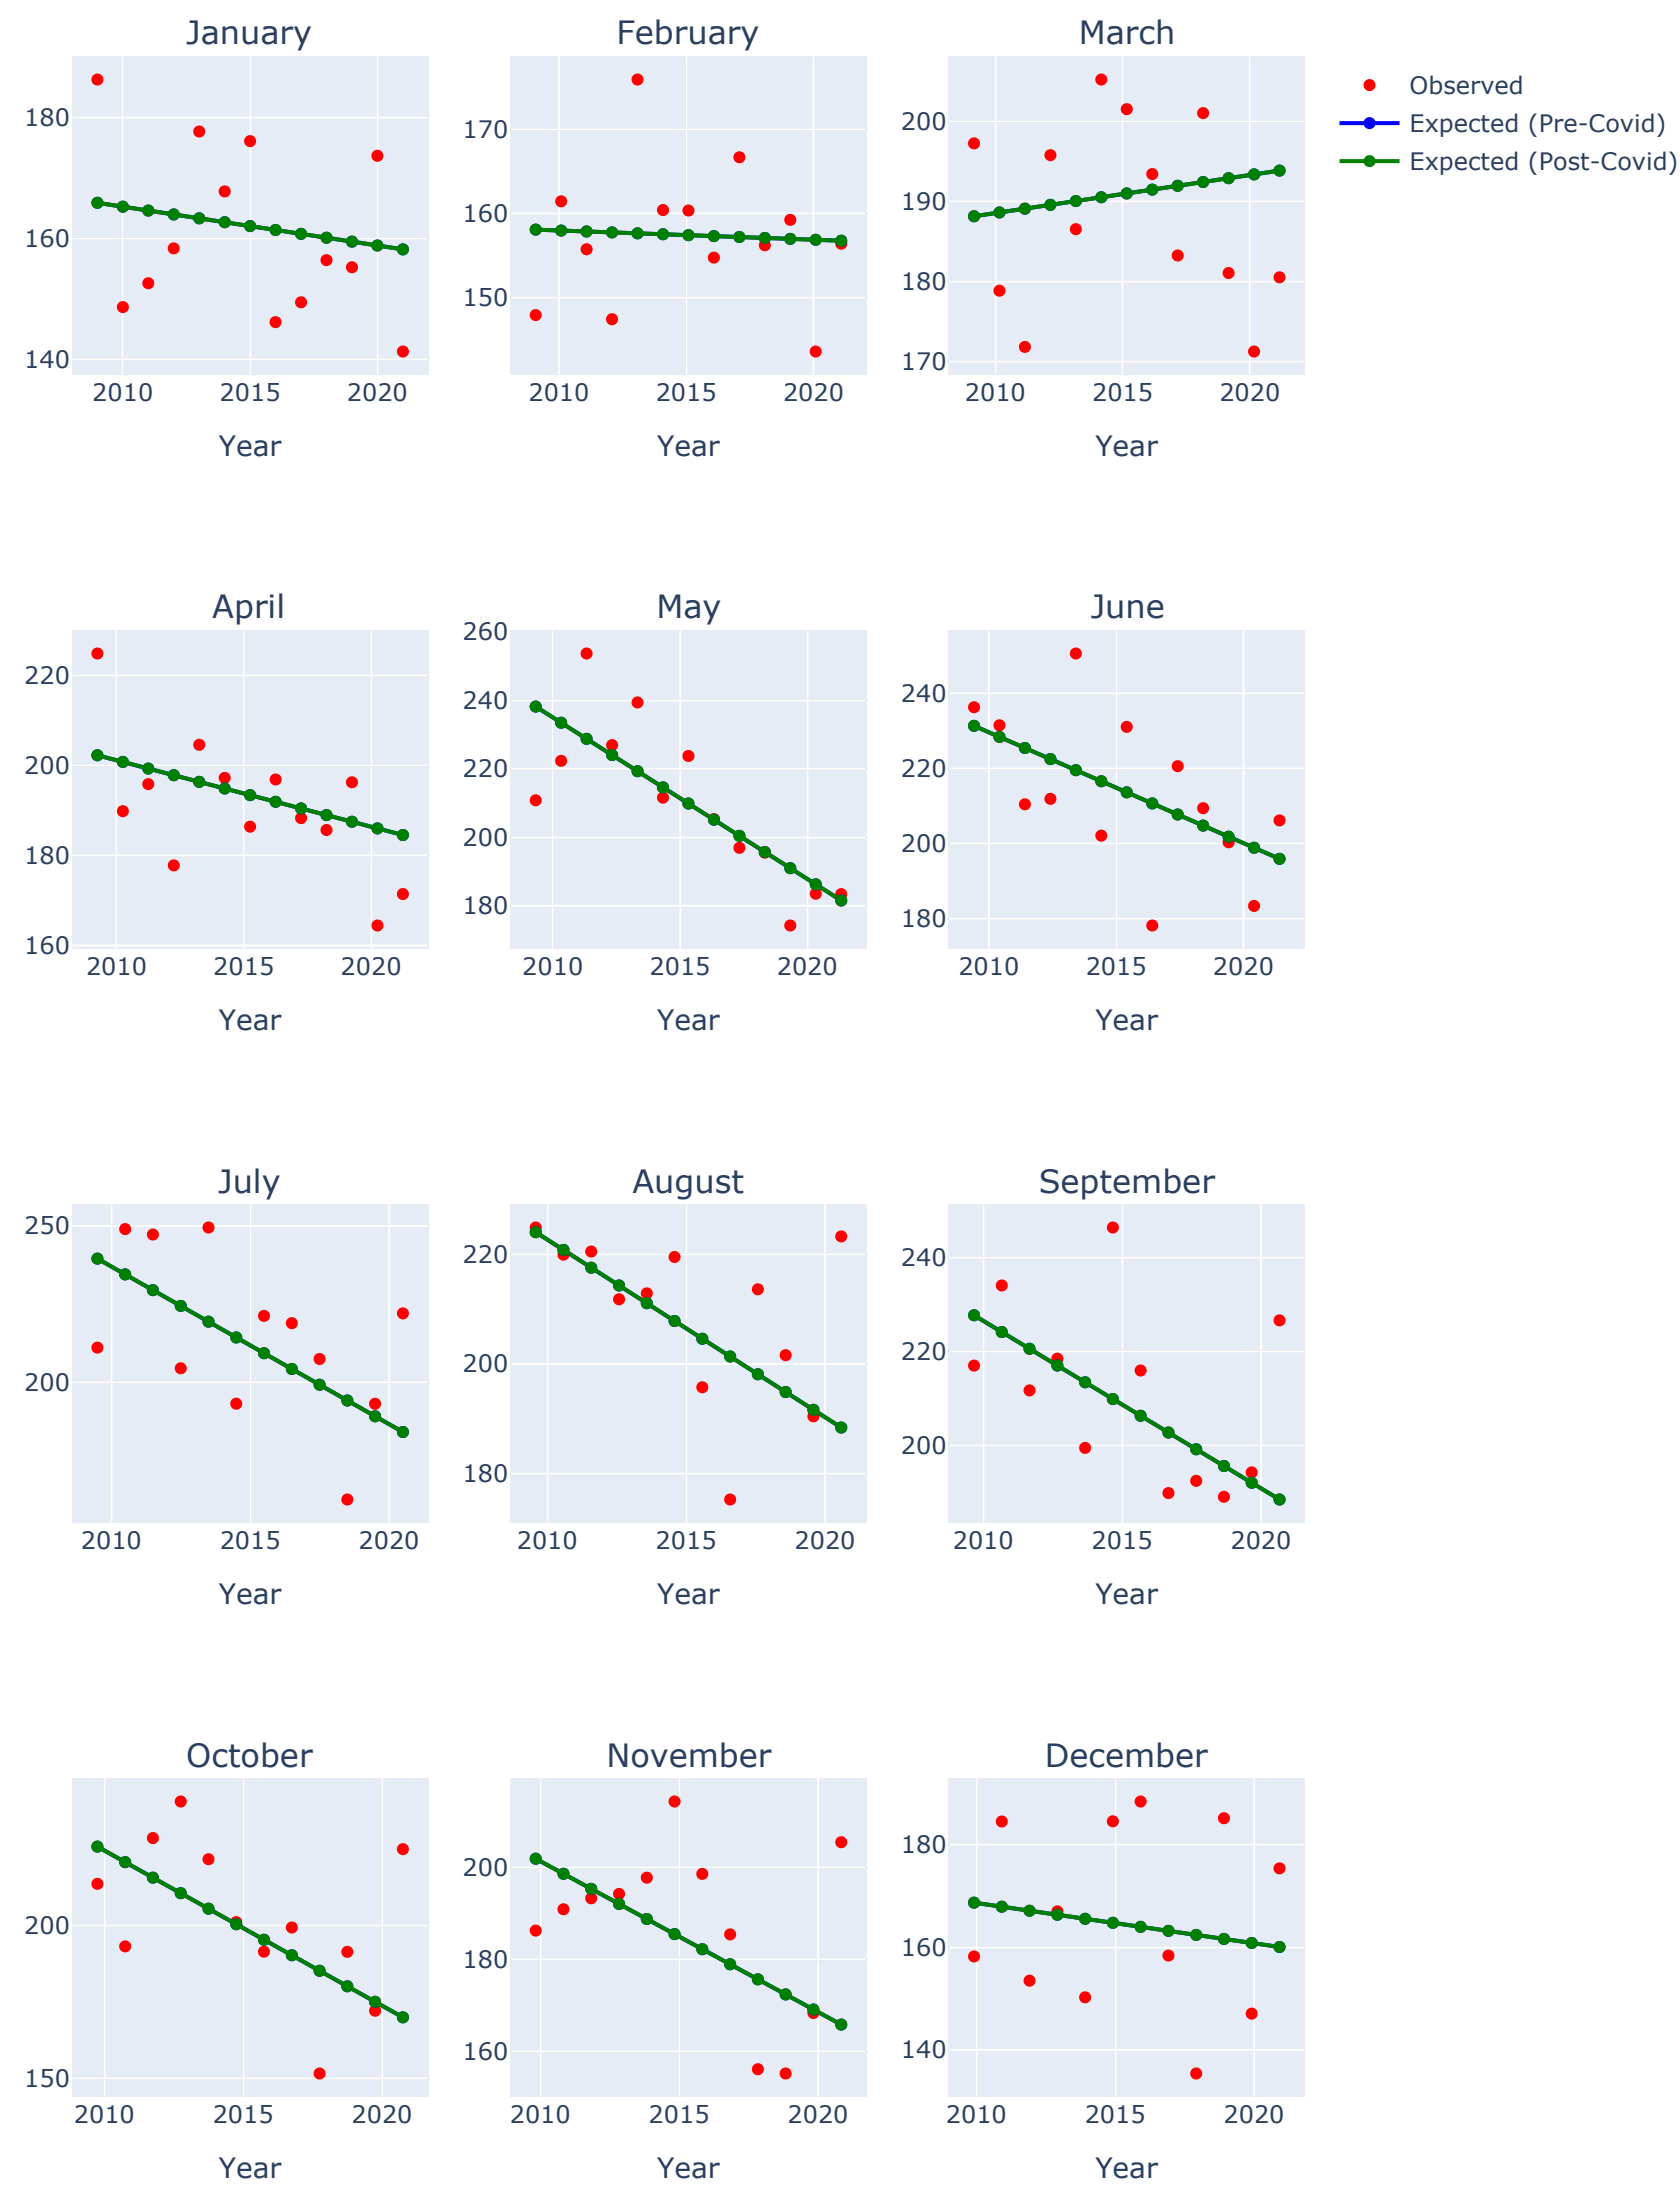 January February March
180
160
140
2010 2015 2020
Year
170
160
150
2010 2015 2020
Year
200
190
180
170
2010 2015 2020
Year
Observed
Expected (Pre-Covid)
Expected (Post-Covid)
April May June
220
200
180
160
2010 2015 2020
Year
260
240
220
200
180
2010 2015 2020
Year
240
220
200
180
2010 2015 2020
Year
July August September
250
200
2010 2015 2020
Year
220
200
180
2010 2015 2020
Year
240
220
200
2010 2015 2020
Year
October November December
200
150
2010 2015 2020
Year
200
180
160
2010 2015 2020
Year
180
160
140
2010 2015 2020
Year